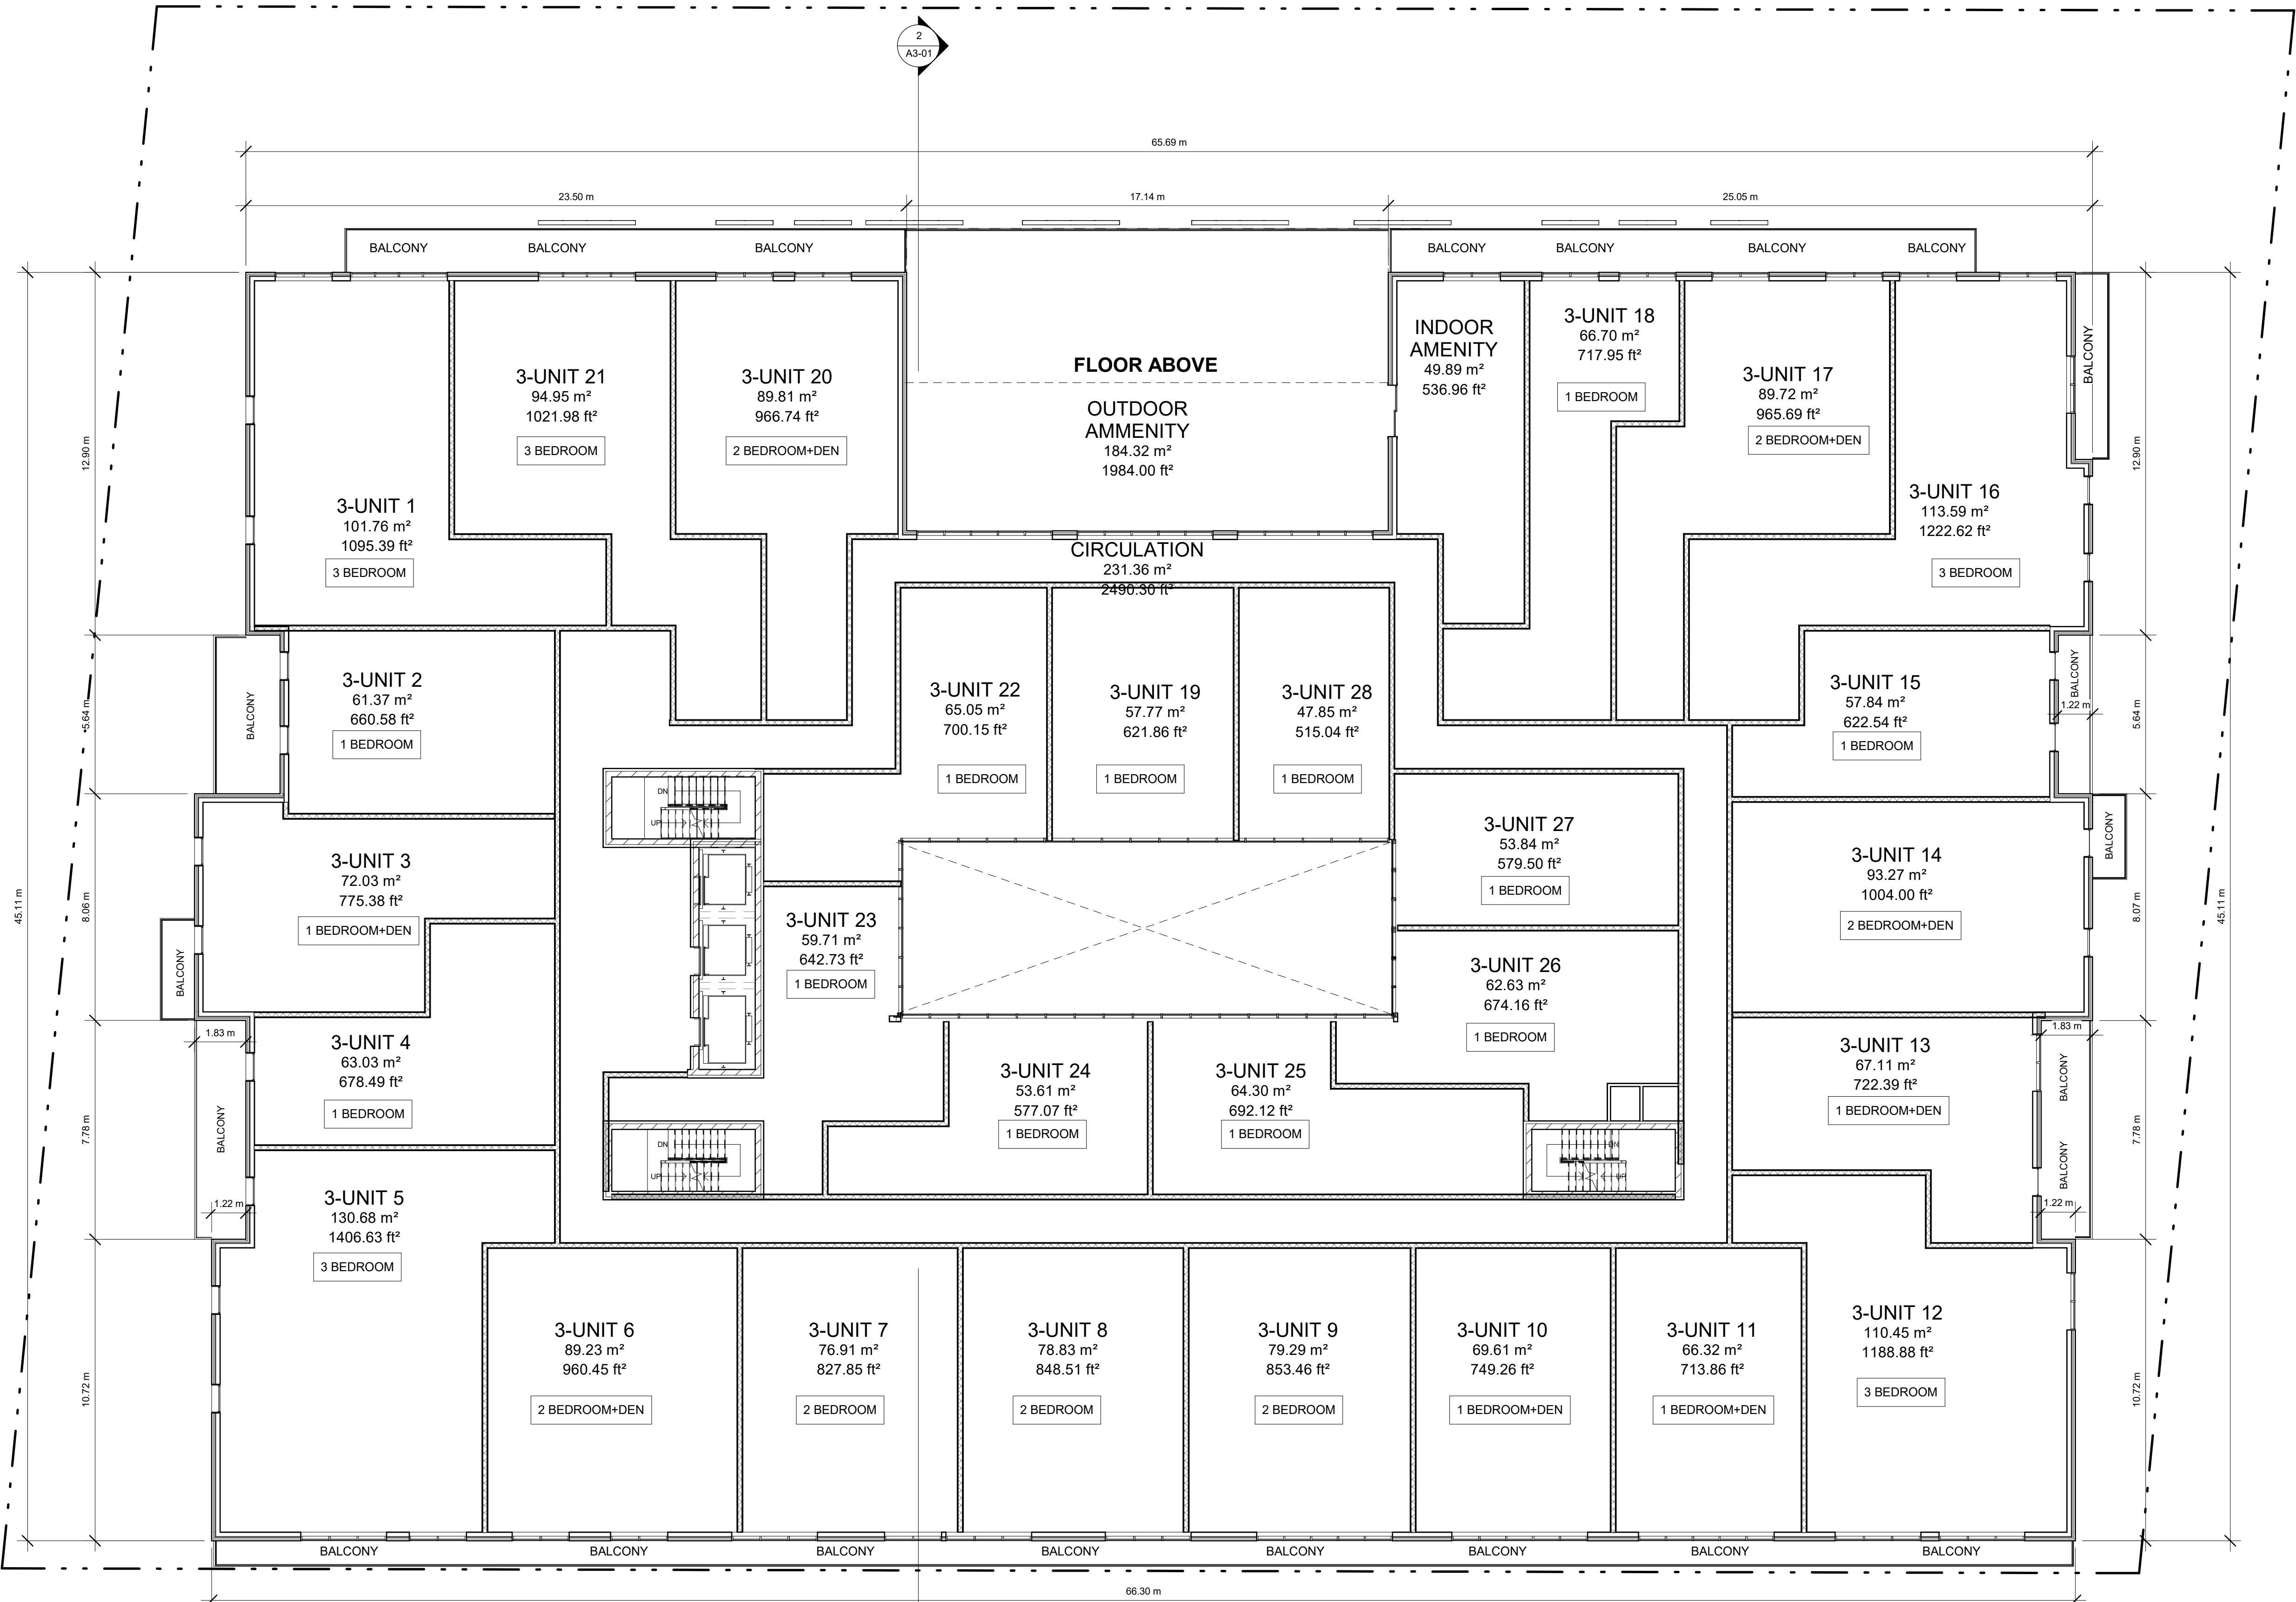 2
A3-01
65.69 m
23.50 m
17.14 m
25.05 m
BALCONY
BALCONY
BALCONY
BALCONY
BALCONY
BALCONY
BALCONY
3-UNIT 1
101.76 m²
1095.39 ft²
3 BEDROOM
3-UNIT 21
94.95 m²
1021.98 ft²
3 BEDROOM
3-UNIT 20
89.81 m²
966.74 ft²
2 BEDROOM+DEN
FLOOR ABOVE
OUTDOOR
AMMENITY
184.32 m²
1984.00 ft²
CIRCULATION
231.36 m²
2490.30 ft²
INDOOR
AMENITY
49.89 m²
536.96 ft²
3-UNIT 18
66.70 m²
717.95 ft²
1 BEDROOM
3-UNIT 17
89.72 m²
965.69 ft²
2 BEDROOM+DEN
3-UNIT 16
113.59 m²
1222.62 ft²
3 BEDROOM
BALCONY
12.90 m
12.90 m
3-UNIT 2
61.37 m²
660.58 ft²
1 BEDROOM
BALCONY
5.64 m
3-UNIT 22
65.05 m²
700.15 ft²
1 BEDROOM
3-UNIT 19
57.77 m²
621.86 ft²
1 BEDROOM
3-UNIT 28
47.85 m²
515.04 ft²
1 BEDROOM
3-UNIT 15
57.84 m²
622.54 ft²
1 BEDROOM
BALCONY
1.22 m
5.64 m
DN
UP
3-UNIT 3
72.03 m²
775.38 ft²
1 BEDROOM+DEN
BALCONY
8.06 m
45.11 m
3-UNIT 23
59.71 m²
642.73 ft²
1 BEDROOM
3-UNIT 27
53.84 m²
579.50 ft²
1 BEDROOM
3-UNIT 26
62.63 m²
674.16 ft²
1 BEDROOM
3-UNIT 14
93.27 m²
1004.00 ft²
2 BEDROOM+DEN
BALCONY
8.07 m
45.11 m
1.83 m
3-UNIT 4
63.03 m²
678.49 ft²
1 BEDROOM
BALCONY
7.78 m
1.22 m
3-UNIT 24
53.61 m²
577.07 ft²
1 BEDROOM
3-UNIT 25
64.30 m²
692.12 ft²
1 BEDROOM
DN
UP
DN
UP
3-UNIT 13
67.11 m²
722.39 ft²
1 BEDROOM+DEN
1.83 m
BALCONY
BALCONY
1.22 m
7.78 m
3-UNIT 5
130.68 m²
1406.63 ft²
3 BEDROOM
10.72 m
3-UNIT 6
89.23 m²
960.45 ft²
2 BEDROOM+DEN
3-UNIT 7
76.91 m²
827.85 ft²
2 BEDROOM
3-UNIT 8
78.83 m²
848.51 ft²
2 BEDROOM
3-UNIT 9
79.29 m²
853.46 ft²
2 BEDROOM
3-UNIT 10
69.61 m²
749.26 ft²
1 BEDROOM+DEN
3-UNIT 11
66.32 m²
713.86 ft²
1 BEDROOM+DEN
3-UNIT 12
110.45 m²
1188.88 ft²
3 BEDROOM
10.72 m
BALCONY
BALCONY
BALCONY
BALCONY
BALCONY
BALCONY
BALCONY
BALCONY
66.30 m